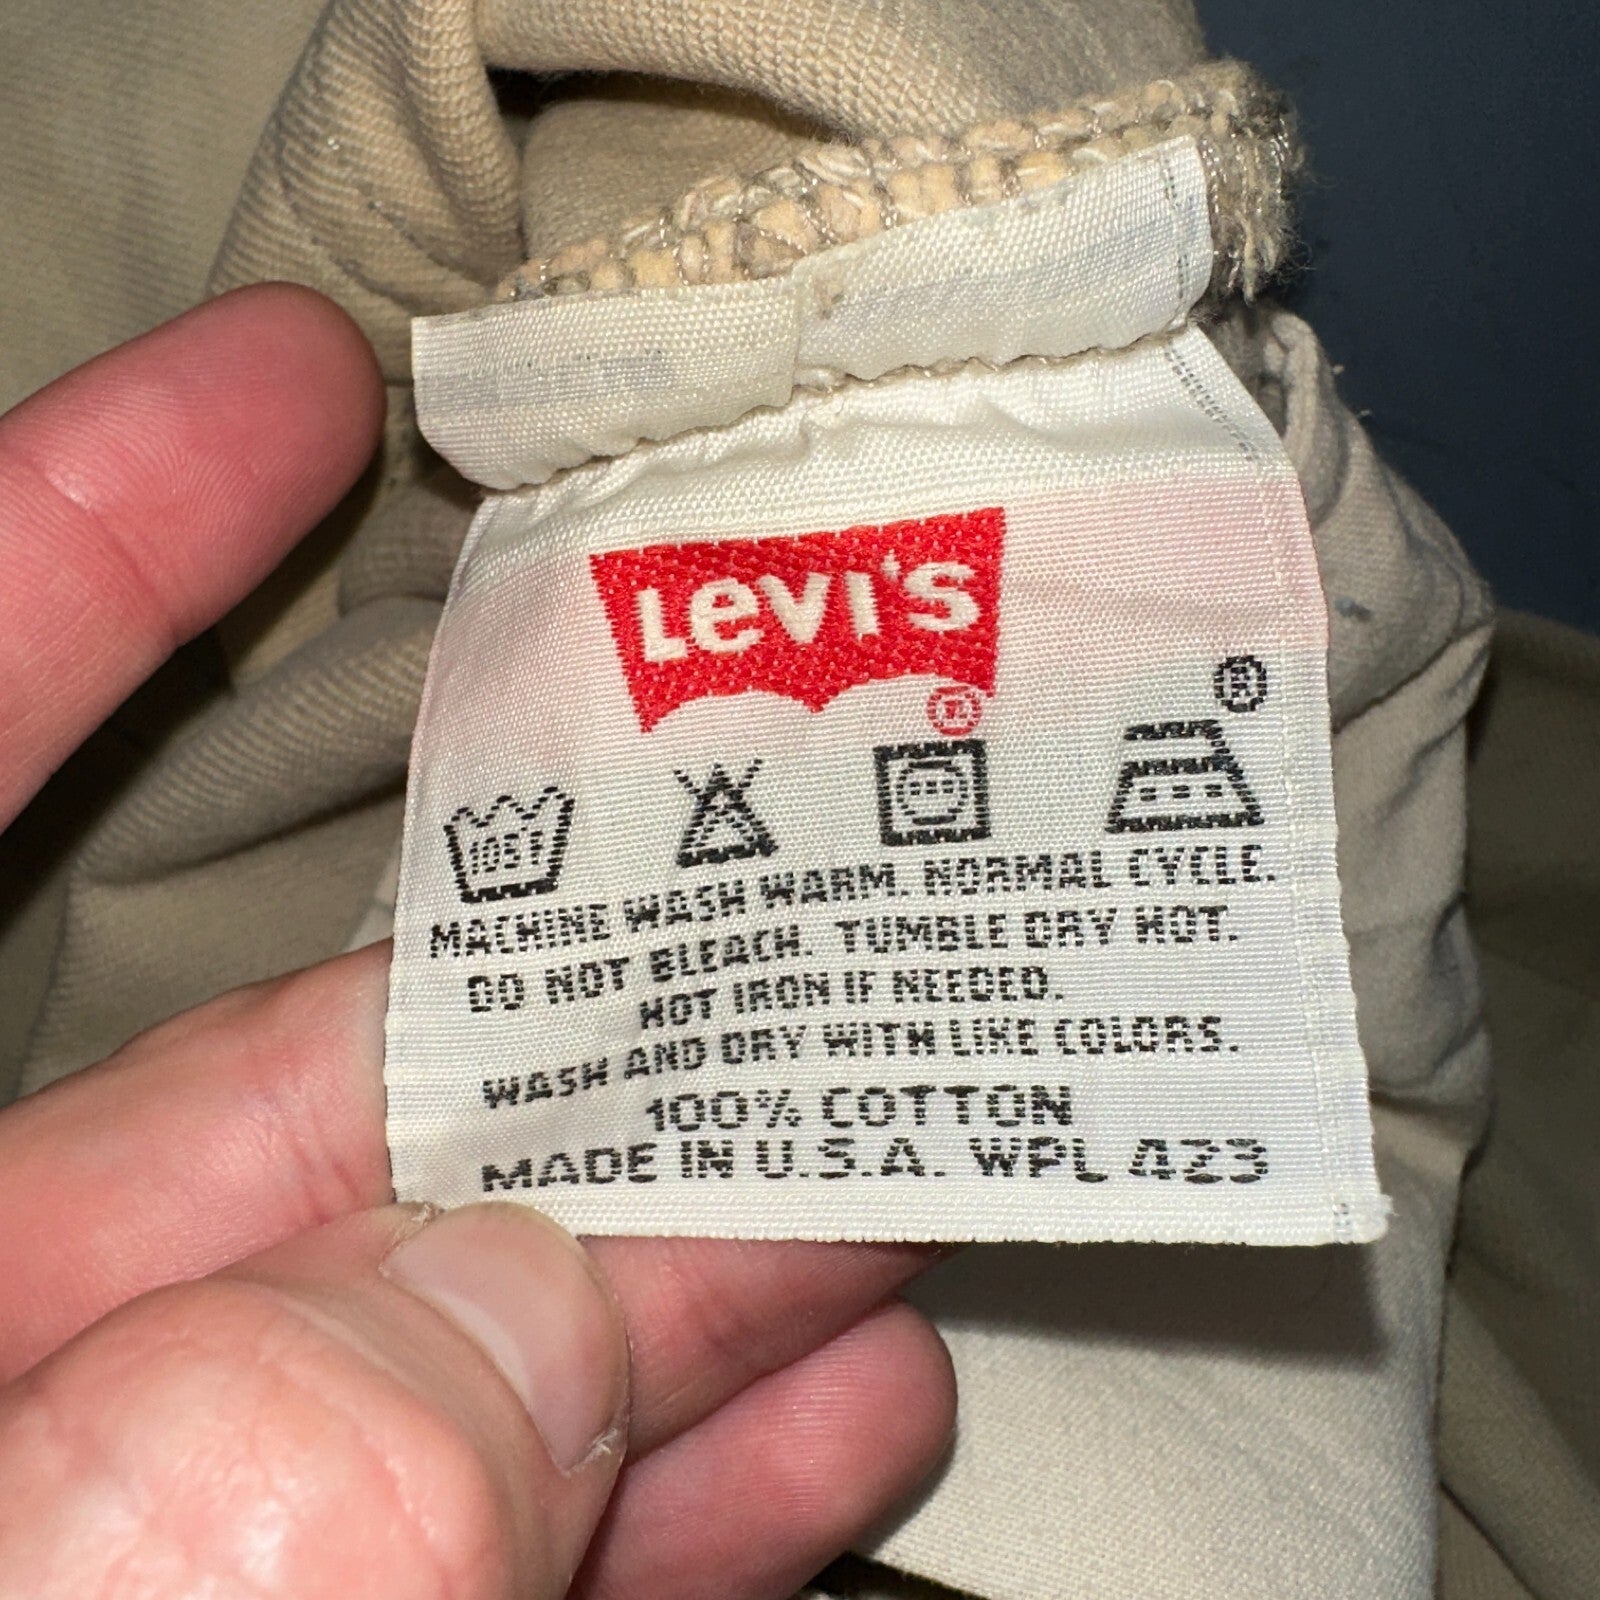 Levi's
®
®
105F
MACHINE WASH WARM. NORMAL CYCLE.
DO NOT BLEACH. TUMBLE DRY HOT.
HOT IRON IF NEEDED.
WASH AND DRY WITH LIKE COLORS.
100% COTTON
MADE IN U.S.A. WPL 423